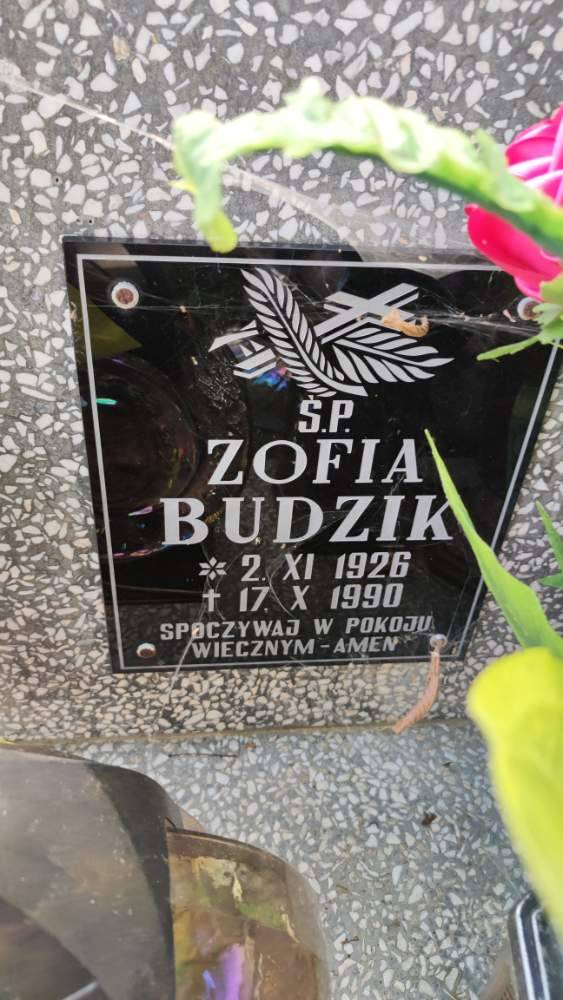 Ś.P.
ZOFIA
BUDZIK
* 2. XI 1926
† 17. X 1990
SPOCZYWAJ W POKOJU
WIECZNYM - AMEN